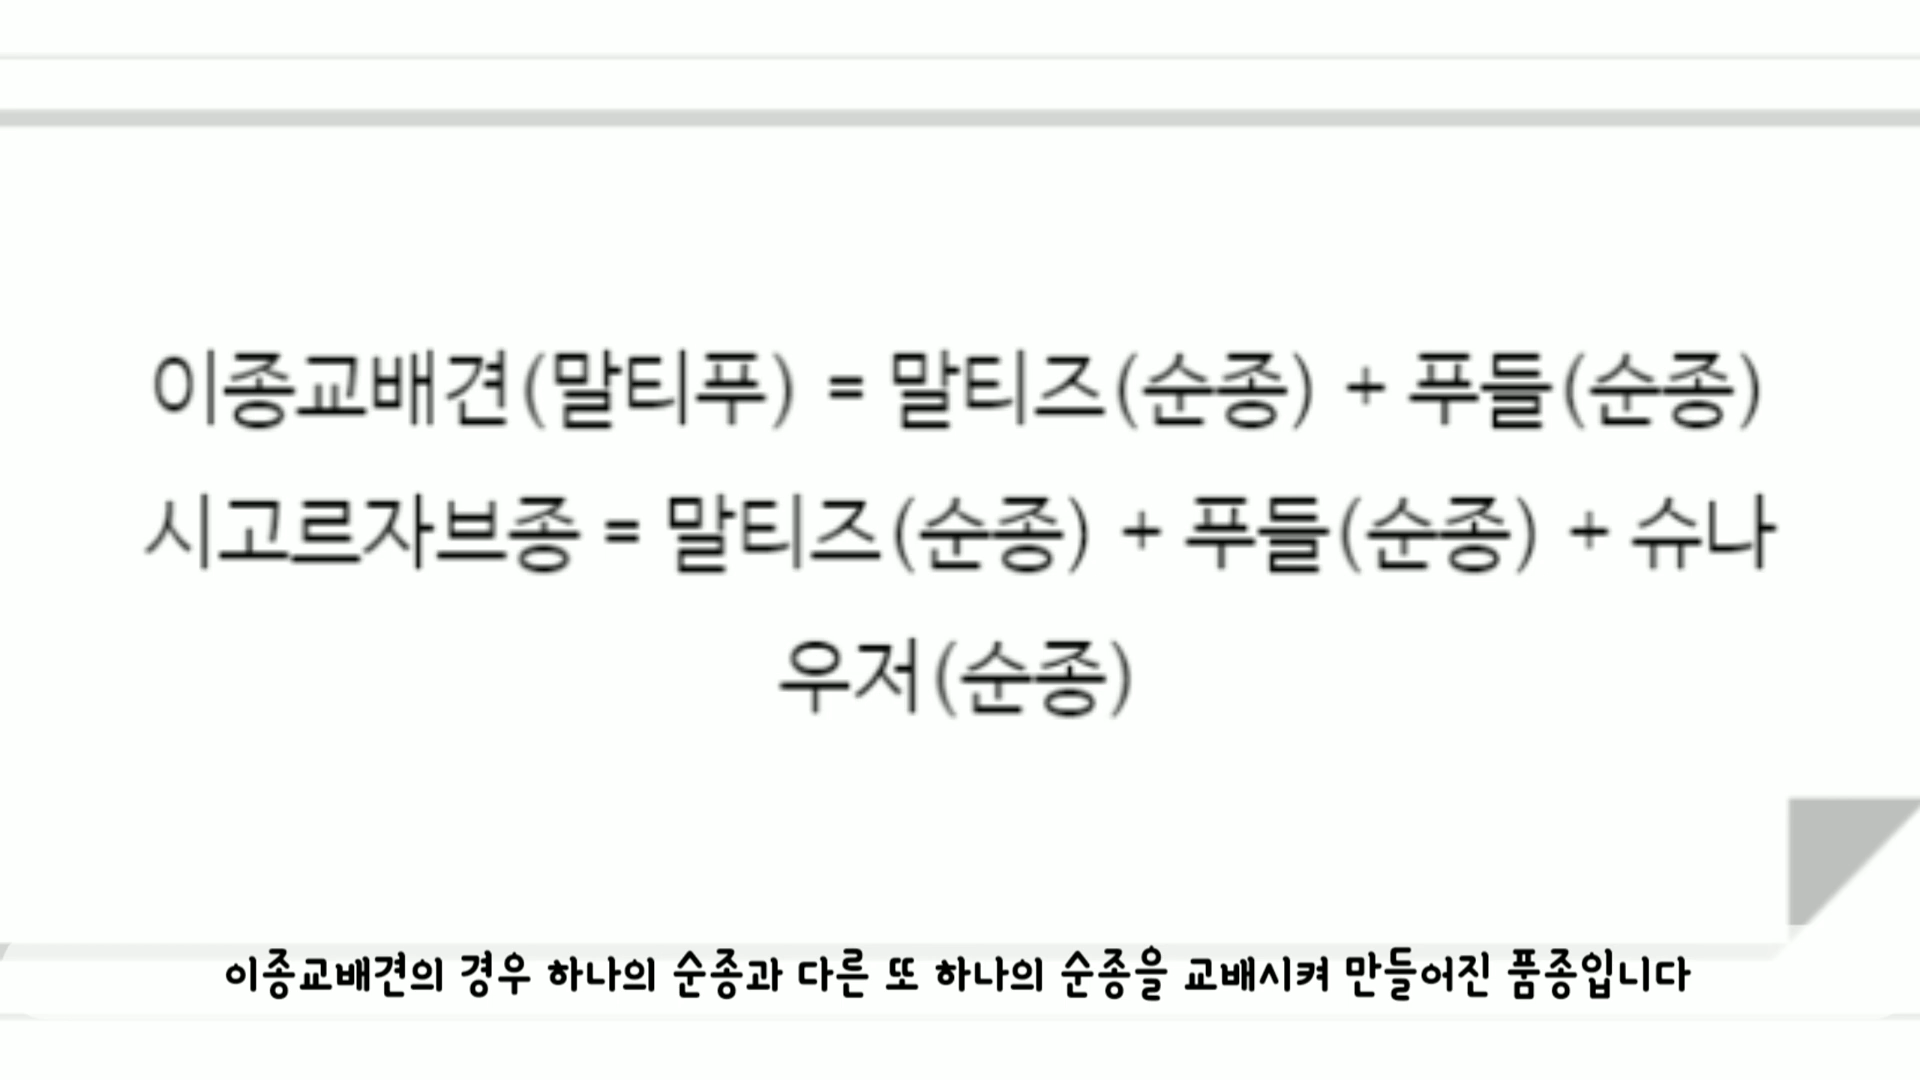 이종교배견(말티푸) = 말티즈(순종) + 푸들(순종)
시고르자브종 = 말티즈(순종) + 푸들(순종) + 슈나
우저(순종)
이종교배견의 경우 하나의 순종과 다른 또 하나의 순종을 교배시켜 만들어진 품종입니다